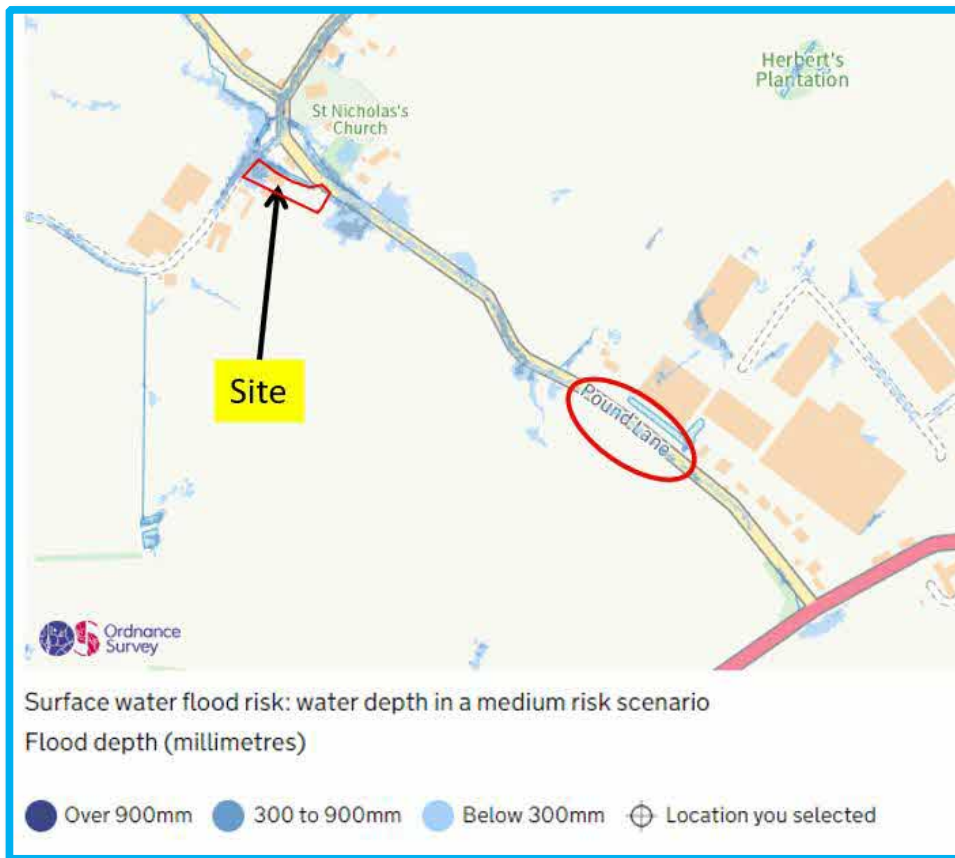 Herbert's
Plantation
St Nicholas's
Church
Site
Pound Lane
Ordnance
Survey
Surface water flood risk: water depth in a medium risk scenario
Flood depth (millimetres)
Over 900mm 300 to 900mm Below 300mm Location you selected